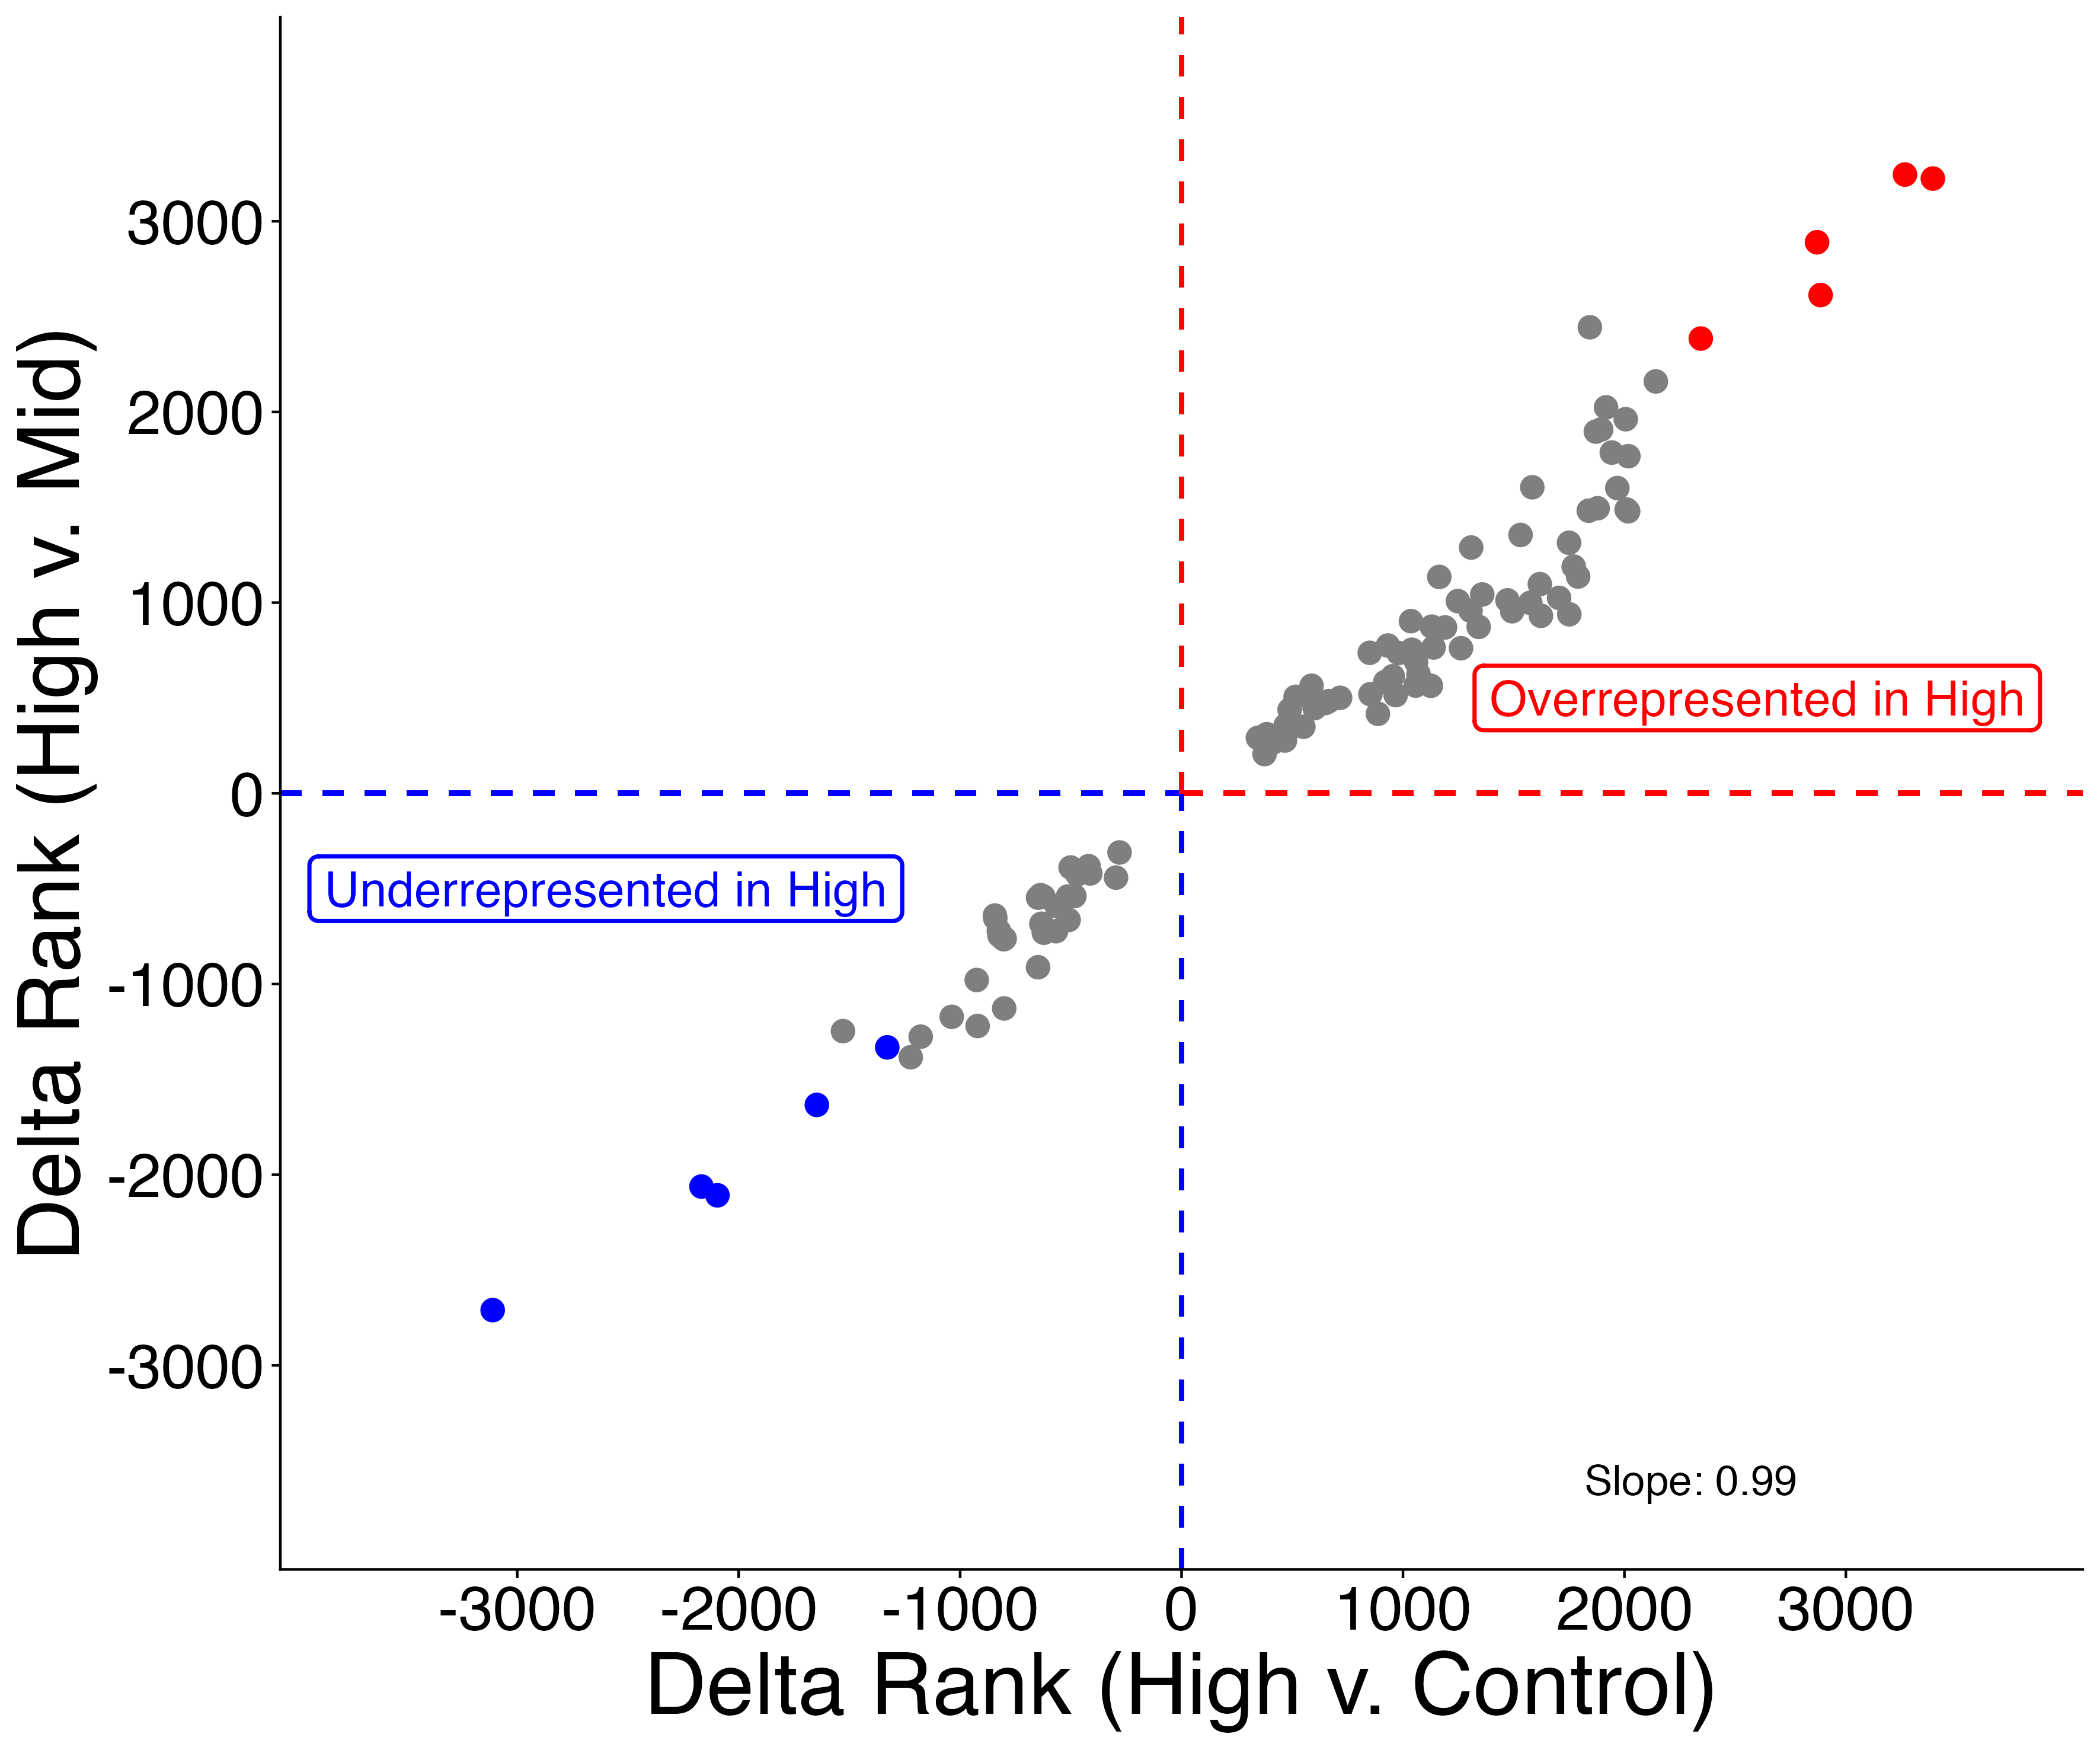 Delta Rank (High v. Mid)
3000
2000
1000
0
-1000
-2000
-3000
Overrepresented in High
Underrepresented in High
Slope: 0.99
-3000 -2000 -1000 0 1000 2000 3000
Delta Rank (High v. Control)